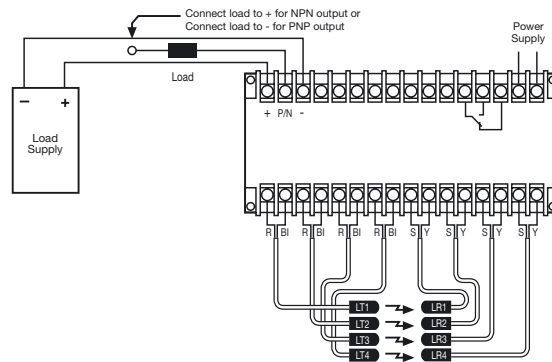 Connect load to + for NPN output or
Connect load to - for PNP output
Power
Supply
Load
− +
Load
Supply
+ P/N -
R Bl R Bl R Bl R Bl S Y S Y S Y S Y
LT1 LR1
LT2 LR2
LT3 LR3
LT4 LR4